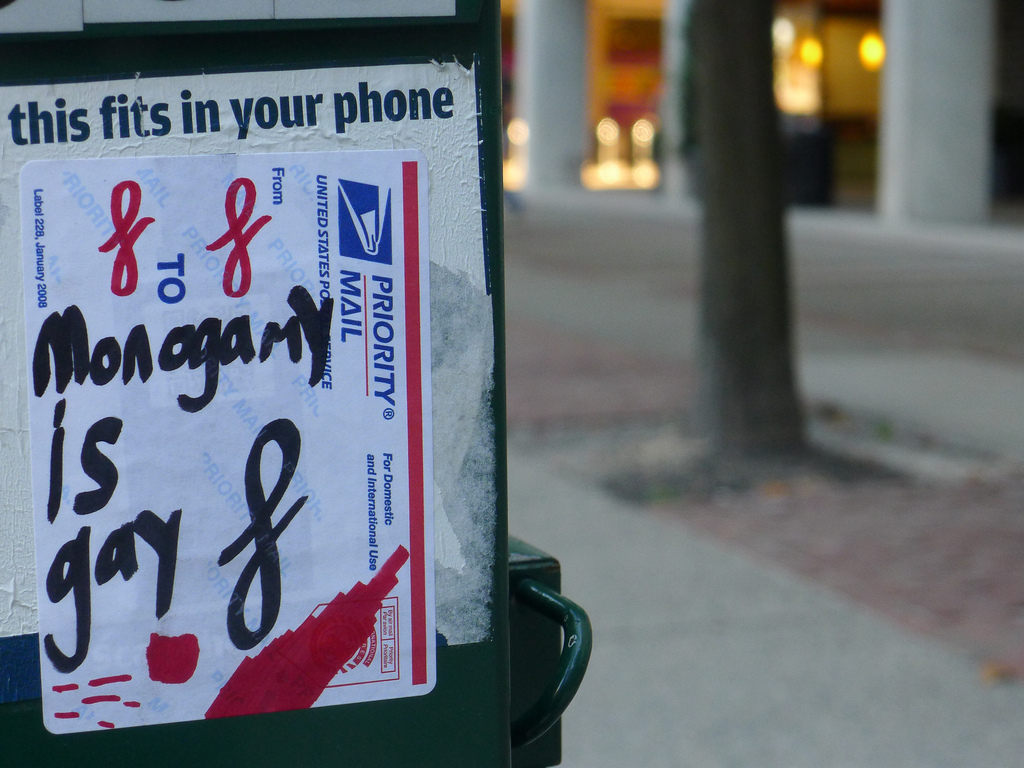 this fits in your phone
Monogamy
is
gay
PRIORITY®
MAIL
UNITED STATES POSTAL SERVICE
From
TO
For Domestic
and International Use
Label 228, January 2008